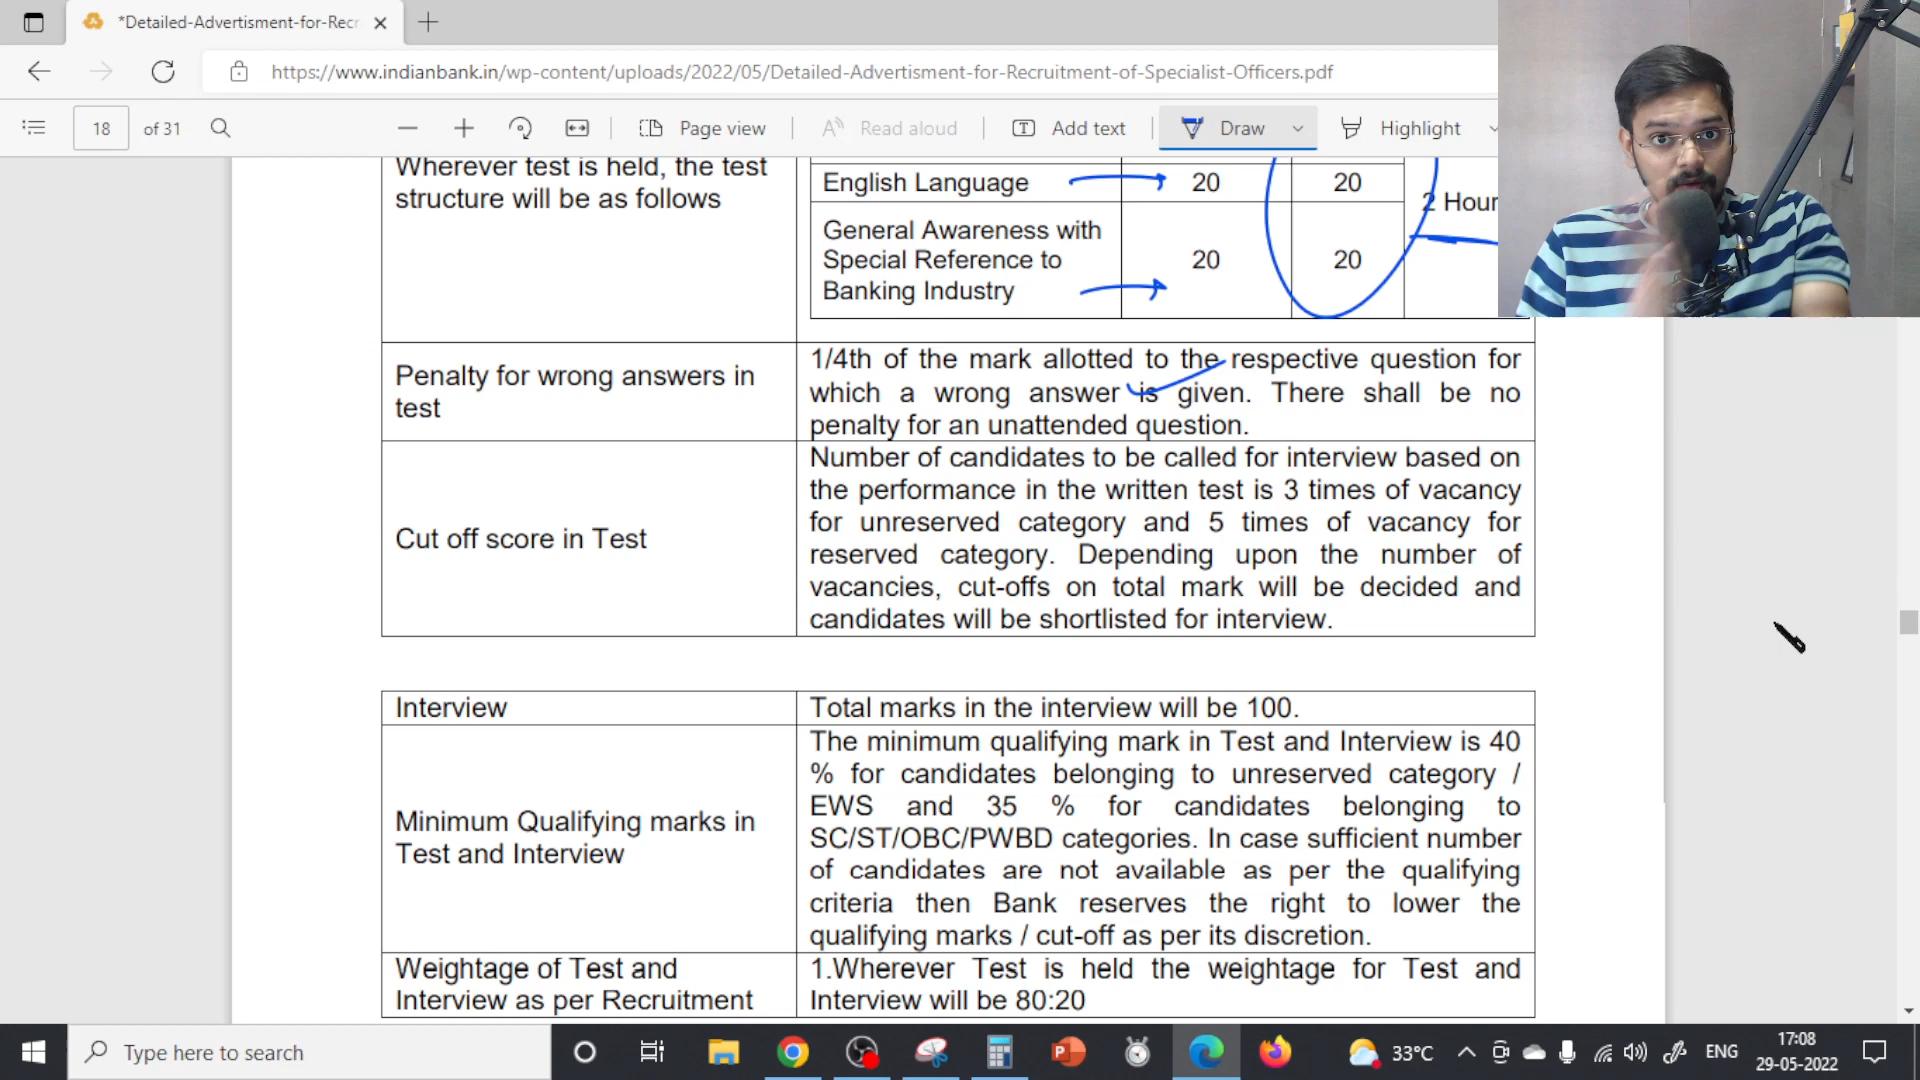 *Detailed-Advertisment-for-Recr
https://www.indianbank.in/wp-content/uploads/2022/05/Detailed-Advertisment-for-Recruitment-of-Specialist-Officers.pdf
18 of 31
Page view
Read aloud
Add text
Draw
Highlight
Wherever test is held, the test
structure will be as follows
English Language 20 20
2 Hour
General Awareness with
Special Reference to
Banking Industry
20 20
Penalty for wrong answers in
test
1/4th of the mark allotted to the respective question for
which a wrong answer is given. There shall be no
penalty for an unattended question.
Cut off score in Test
Number of candidates to be called for interview based on
the performance in the written test is 3 times of vacancy
for unreserved category and 5 times of vacancy for
reserved category. Depending upon the number of
vacancies, cut-offs on total mark will be decided and
candidates will be shortlisted for interview.
Interview
Total marks in the interview will be 100.
Minimum Qualifying marks in
Test and Interview
The minimum qualifying mark in Test and Interview is 40
% for candidates belonging to unreserved category /
EWS and 35 % for candidates belonging to
SC/ST/OBC/PWBD categories. In case sufficient number
of candidates are not available as per the qualifying
criteria then Bank reserves the right to lower the
qualifying marks / cut-off as per its discretion.
Weightage of Test and
Interview as per Recruitment
1.Wherever Test is held the weightage for Test and
Interview will be 80:20
Type here to search
33°C
ENG
17:08
29-05-2022